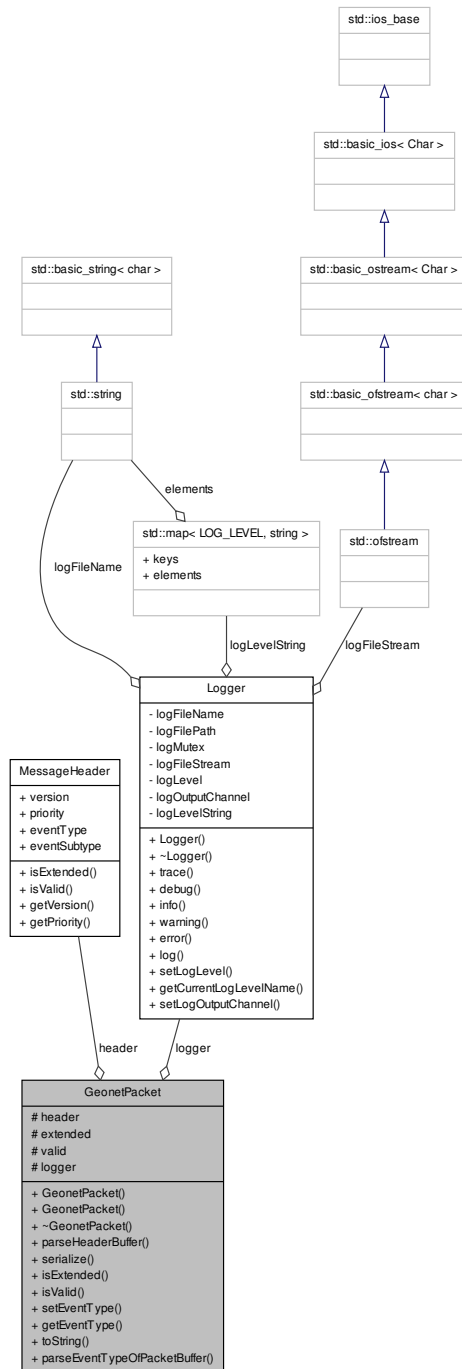 std::ios_base
std::basic_ios< Char >
std::basic_string< char >
std::basic_ostream< Char >
std::string
std::basic_ofstream< char >
elements
std::map< LOG_LEVEL, string >
+ keys
+ elements
std::ofstream
logFileName
logLevelString
logFileStream
Logger
- logFileName
- logFilePath
- logMutex
- logFileStream
- logLevel
- logOutputChannel
- logLevelString
+ Logger()
+ ~Logger()
+ trace()
+ debug()
+ info()
+ warning()
+ error()
+ log()
+ setLogLevel()
+ getCurrentLogLevelName()
+ setLogOutputChannel()
MessageHeader
+ version
+ priority
+ eventType
+ eventSubtype
+ isExtended()
+ isValid()
+ getVersion()
+ getPriority()
header
logger
GeonetPacket
# header
# extended
# valid
# logger
+ GeonetPacket()
+ GeonetPacket()
+ ~GeonetPacket()
+ parseHeaderBuffer()
+ serialize()
+ isExtended()
+ isValid()
+ setEventType()
+ getEventType()
+ toString()
+ parseEventTypeOfPacketBuffer()